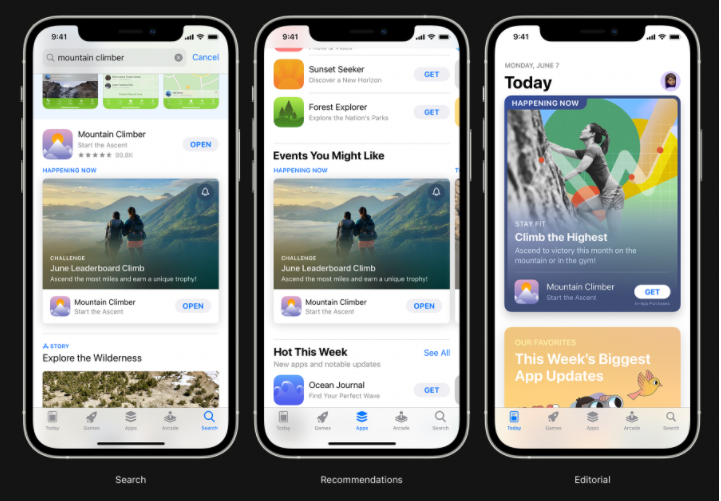 9:41
mountain climber
Cancel
Mountain Climber
Start the Ascent
99.8K
OPEN
HAPPENING NOW
CHALLENGE
June Leaderboard Climb
Ascend the most miles and earn a unique trophy!
Mountain Climber
Start the Ascent
OPEN
STORY
Explore the Wilderness
Today
Games
Apps
Arcade
Search
Search
9:41
Photo & Video
Sunset Seeker
Discover a New Horizon
GET
Forest Explorer
Explore the Nation's Parks
GET
Events You Might Like
HAPPENING NOW
CHALLENGE
June Leaderboard Climb
Ascend the most miles and earn a unique trophy!
Mountain Climber
Start the Ascent
OPEN
Hot This Week
See All
New apps and notable updates
Ocean Journal
Find Your Perfect Wave
GET
Today
Games
Apps
Arcade
Search
Recommendations
9:41
MONDAY, JUNE 7
Today
HAPPENING NOW
STAY FIT
Climb the Highest
Ascend to victory this month on the
mountain or in the gym!
Mountain Climber
Start the Ascent
GET
In-App Purchases
OUR FAVORITES
This Week's Biggest
App Updates
Today
Games
Apps
Arcade
Search
Editorial